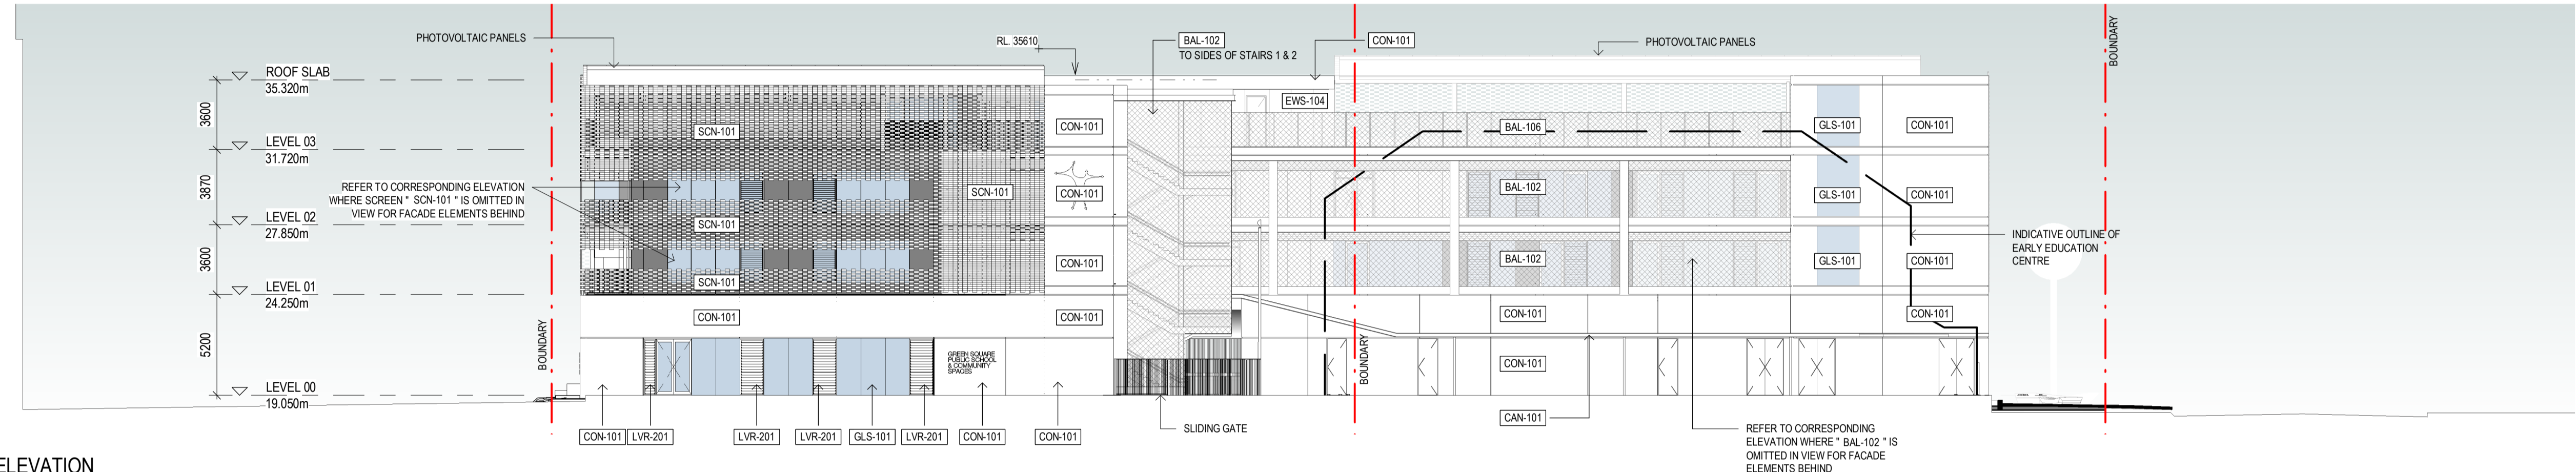 PHOTOVOLTAIC PANELS
RL. 35610
BAL-102
TO SIDES OF STAIRS 1 & 2
CON-101
PHOTOVOLTAIC PANELS
BOUNDARY
ROOF SLAB
35.320m
3600
LEVEL 03
31.720m
3870
LEVEL 02
27.850m
3600
LEVEL 01
24.250m
5200
LEVEL 00
19.050m
REFER TO CORRESPONDING ELEVATION
WHERE SCREEN " SCN-101 " IS OMITTED IN
VIEW FOR FACADE ELEMENTS BEHIND
BOUNDARY
SCN-101
SCN-101
SCN-101
SCN-101
CON-101
CON-101
CON-101
CON-101
CON-101
EWS-104
BAL-106
BAL-102
BAL-102
CON-101
CON-101
GLS-101
GLS-101
GLS-101
CON-101
CON-101
CON-101
CON-101
INDICATIVE OUTLINE OF
EARLY EDUCATION
CENTRE
GREEN SQUARE
PUBLIC SCHOOL
& COMMUNITY
SPACES
BOUNDARY
CON-101
LVR-201
LVR-201
LVR-201
GLS-101
LVR-201
CON-101
CON-101
SLIDING GATE
CAN-101
REFER TO CORRESPONDING
ELEVATION WHERE " BAL-102 " IS
OMITTED IN VIEW FOR FACADE
ELEMENTS BEHIND
ELEVATION